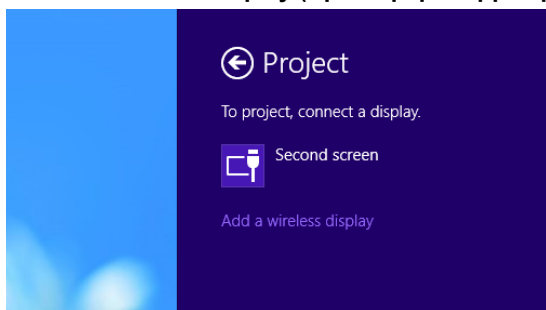 Project
To project, connect a display.
Second screen
Add a wireless display